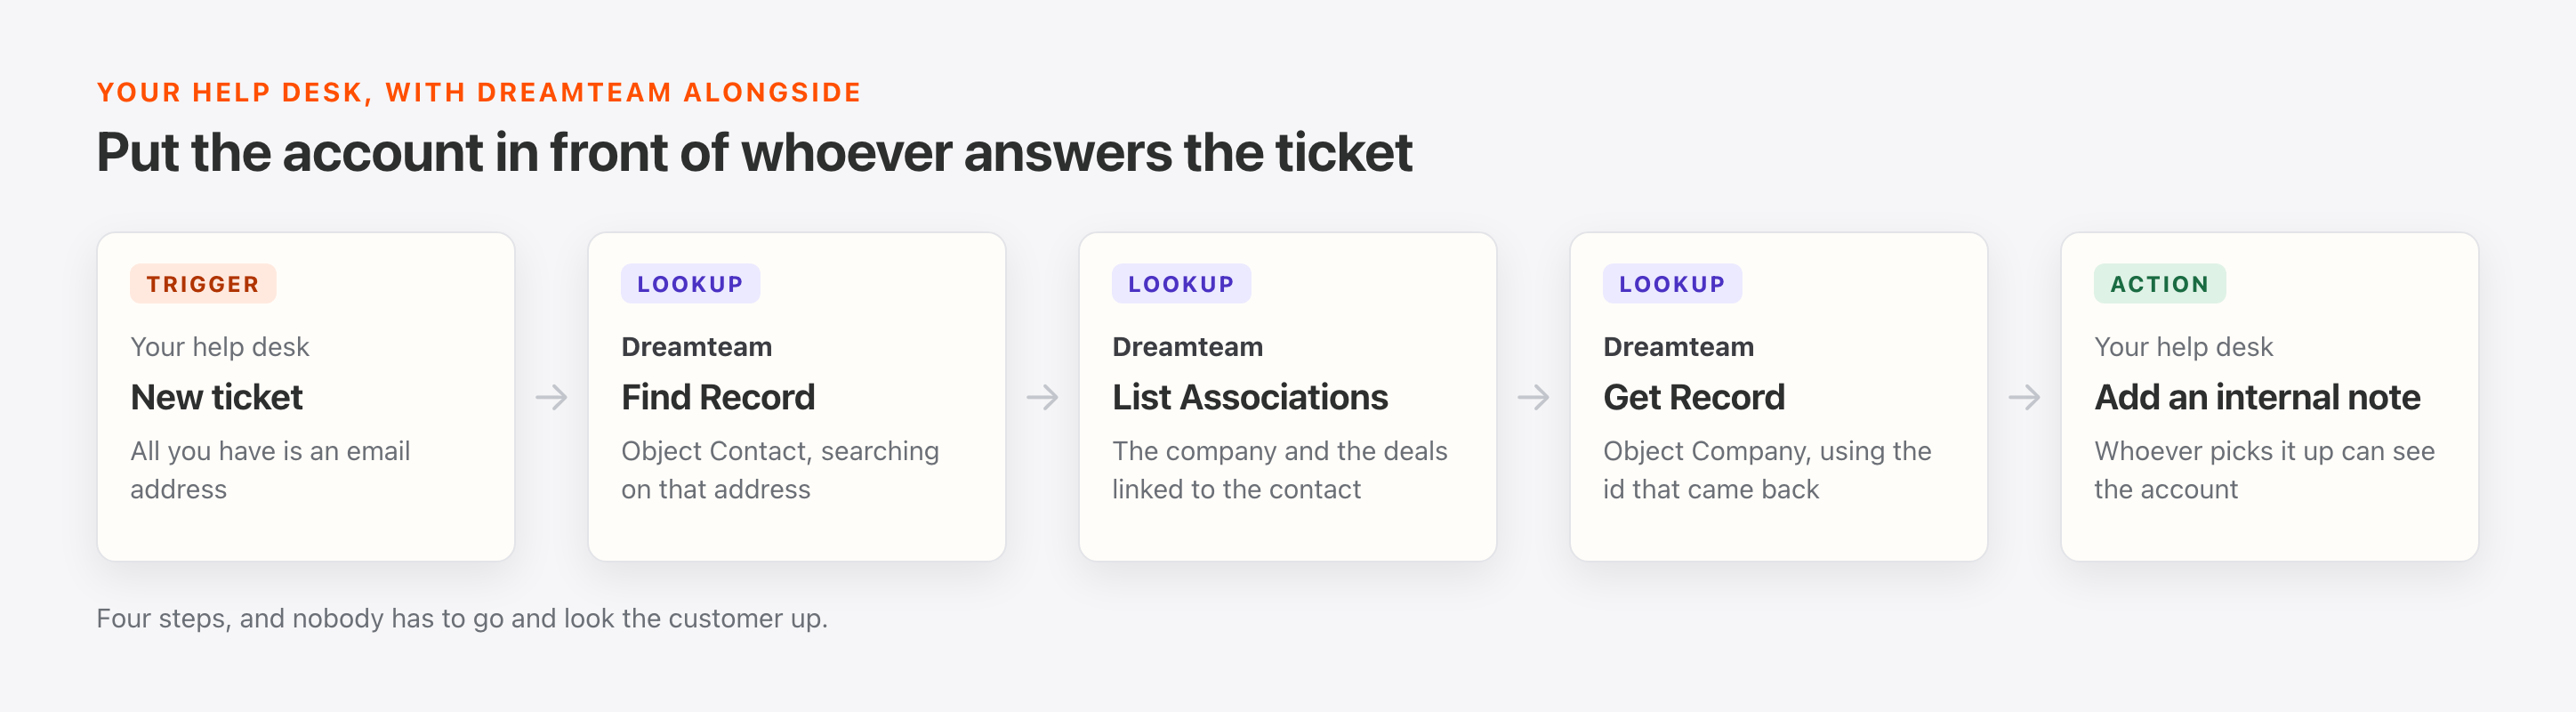 YOUR HELP DESK, WITH DREAMTEAM ALONGSIDE
Put the account in front of whoever answers the ticket
TRIGGER
Your help desk
New ticket
All you have is an email
address
LOOKUP
Dreamteam
Find Record
Object Contact, searching
on that address
LOOKUP
Dreamteam
List Associations
The company and the deals
linked to the contact
LOOKUP
Dreamteam
Get Record
Object Company, using the
id that came back
ACTION
Your help desk
Add an internal note
Whoever picks it up can see
the account
Four steps, and nobody has to go and look the customer up.